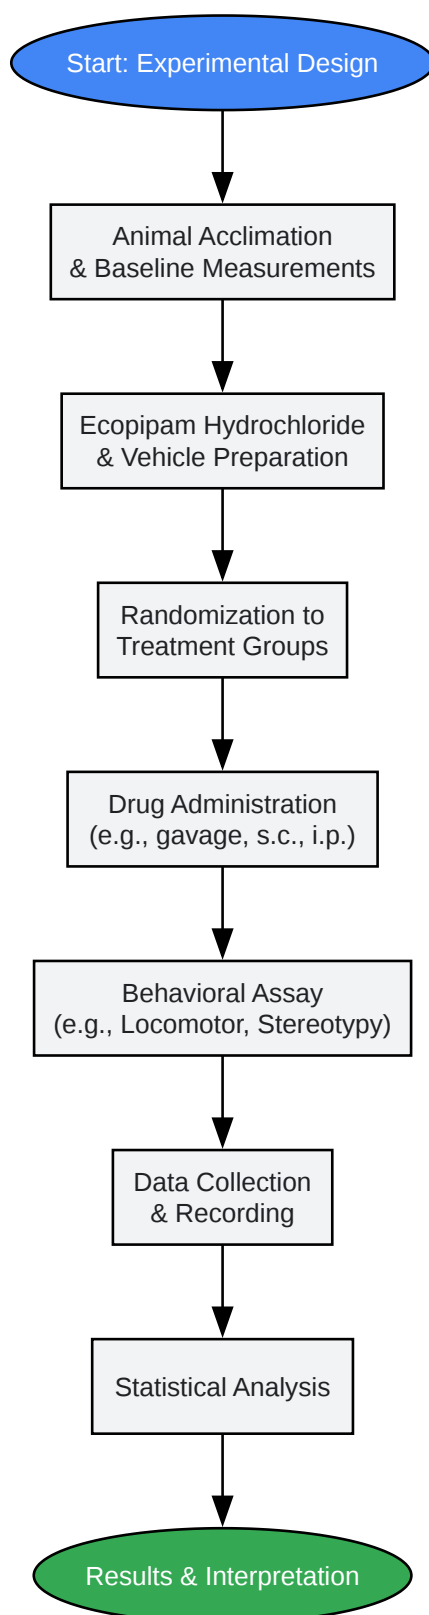 Start: Experimental Design
Animal Acclimation
& Baseline Measurements
Ecopipam Hydrochloride
& Vehicle Preparation
Randomization to
Treatment Groups
Drug Administration
(e.g., gavage, s.c., i.p.)
Behavioral Assay
(e.g., Locomotor, Stereotypy)
Data Collection
& Recording
Statistical Analysis
Results & Interpretation